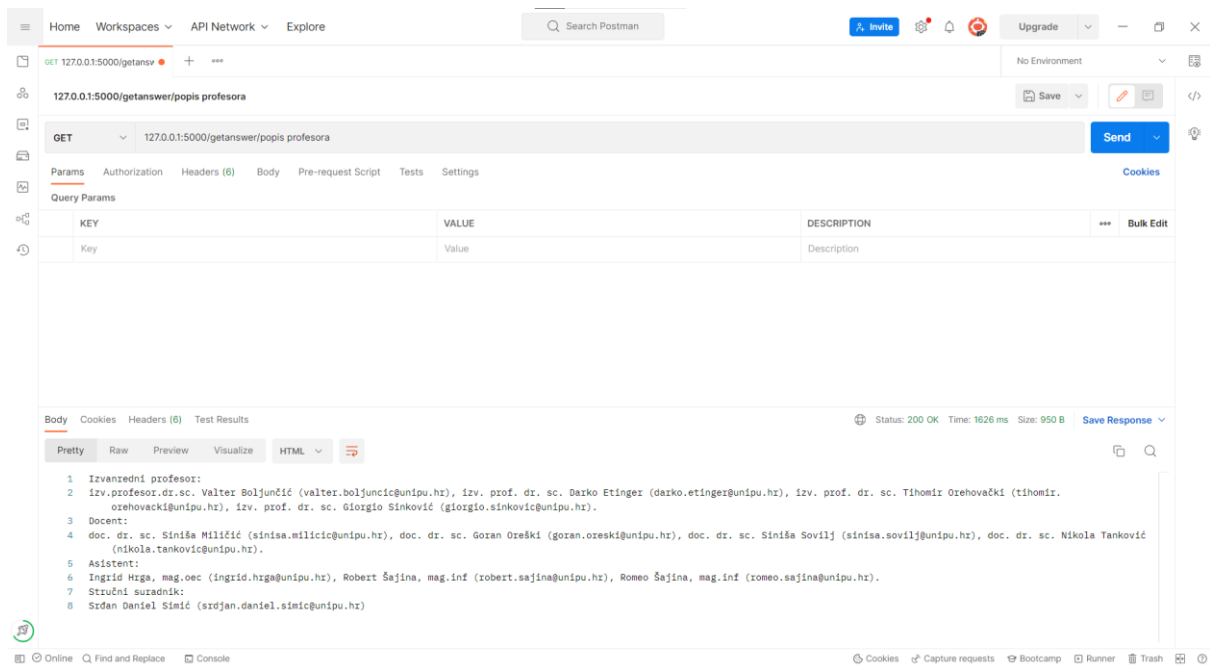 Home Workspaces API Network Explore Search Postman Invite Upgrade
GET 127.0.0.1:5000/getansw No Environment
127.0.0.1:5000/getanswer/popis profesora Save
GET 127.0.0.1:5000/getanswer/popis profesora Send
Params Authorization Headers (6) Body Pre-request Script Tests Settings Cookies
Query Params
KEY VALUE DESCRIPTION Bulk Edit
Key Value Description
Body Cookies Headers (6) Test Results Status: 200 OK Time: 1626 ms Size: 950 B Save Response
Pretty Raw Preview Visualize HTML
1 Izvanredni profesor:
2 izv.profesor.dr.sc. Valter Boljunčić (valter.boljuncic@unipu.hr), izv. prof. dr. sc. Darko Etinger (darko.etinger@unipu.hr), izv. prof. dr. sc. Tihomir Orehovački (tihomir.
orehovacki@unipu.hr), izv. prof. dr. sc. Giorgio Sinković (giorgio.sinkovic@unipu.hr).
3 Docent:
4 doc. dr. sc. Siniša Miličić (sinisa.milicic@unipu.hr), doc. dr. sc. Goran Oreški (goran.oreski@unipu.hr), doc. dr. sc. Siniša Sovilj (sinisa.sovilj@unipu.hr), doc. dr. sc. Nikola Tanković
(nikola.tankovic@unipu.hr).
5 Asistent:
6 Ingrid Hrga, mag.oec (ingrid.hrga@unipu.hr), Robert Šajina, mag.inf (robert.sajina@unipu.hr), Romeo Šajina, mag.inf (romeo.sajina@unipu.hr).
7 Stručni suradnik:
8 Srđan Daniel Simić (srdjan.daniel.simic@unipu.hr)
Online Find and Replace Console Cookies Capture requests Bootcamp Runner Trash